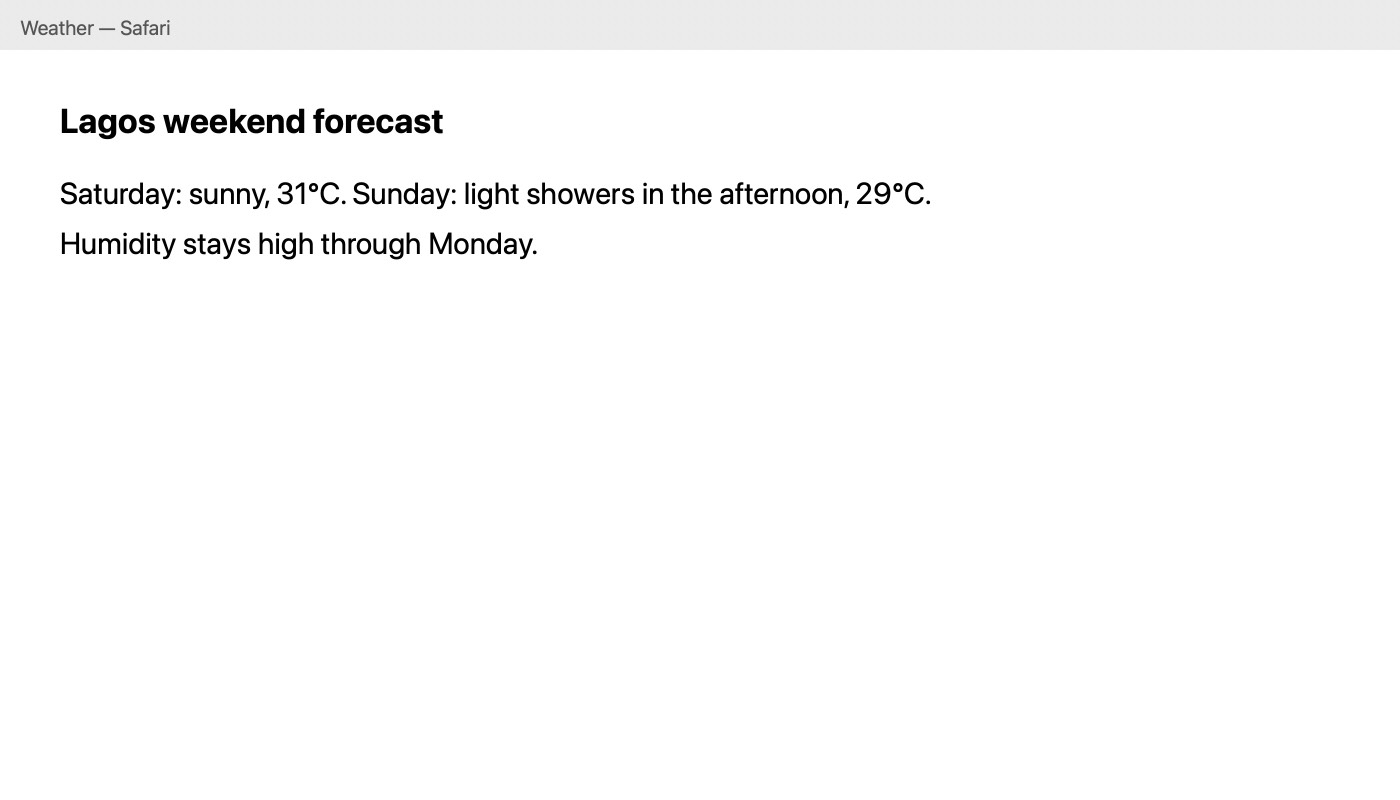 Weather — Safari
Lagos weekend forecast
Saturday: sunny, 31°C. Sunday: light showers in the afternoon, 29°C.
Humidity stays high through Monday.